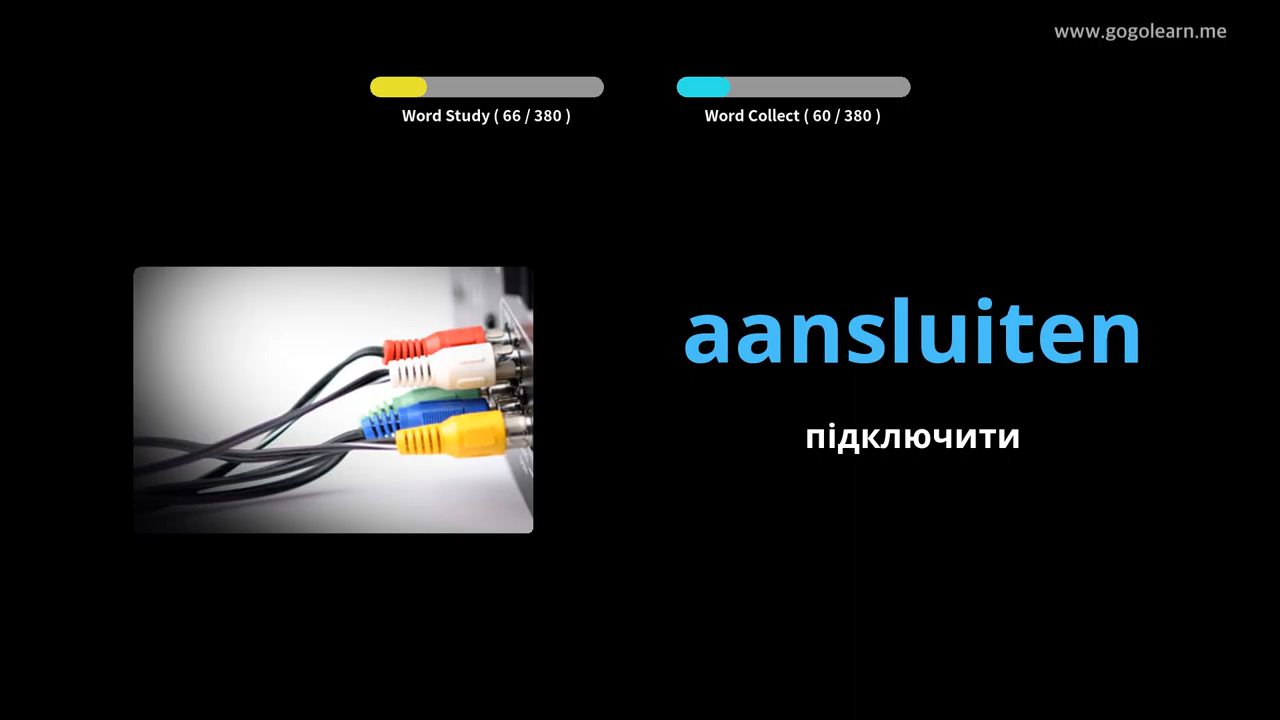 www.gogolearn.me
Word Study ( 66 / 380 )
Word Collect ( 60 / 380 )
aansluiten
підключити